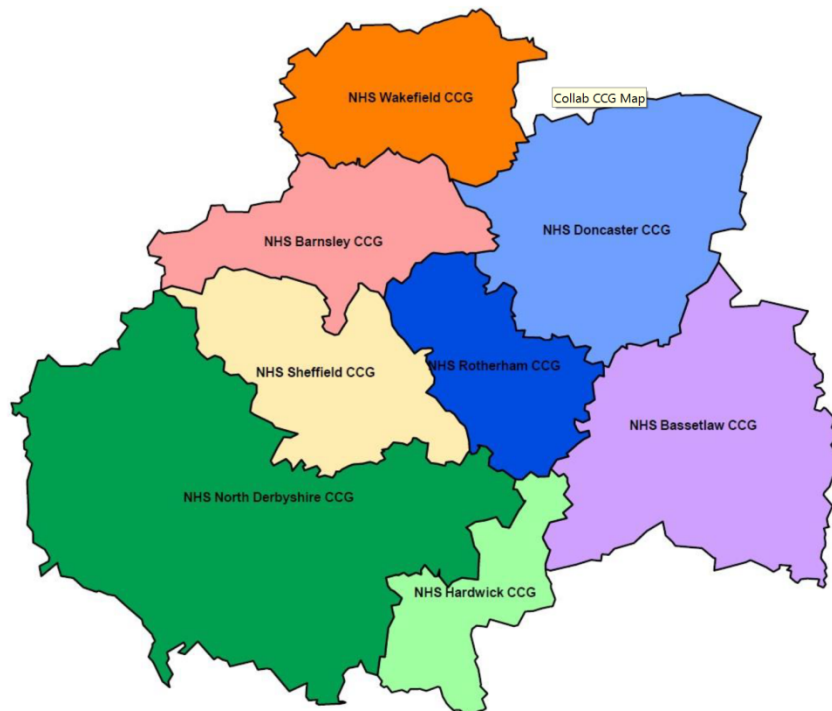 NHS Wakefield CCG
Collab CCG Map
NHS Barnsley CCG
NHS Doncaster CCG
NHS Sheffield CCG
NHS Rotherham CCG
NHS Bassetlaw CCG
NHS North Derbyshire CCG
NHS Hardwick CCG